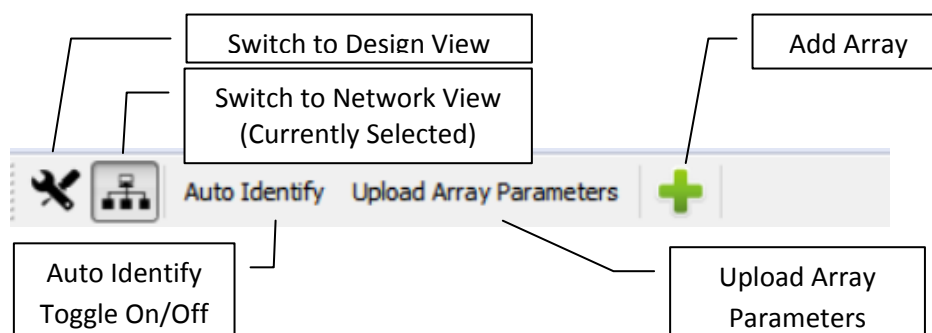 Switch to Design View
Add Array
Switch to Network View
(Currently Selected)
Auto Identify
Upload Array Parameters
Auto Identify
Toggle On/Off
Upload Array
Parameters